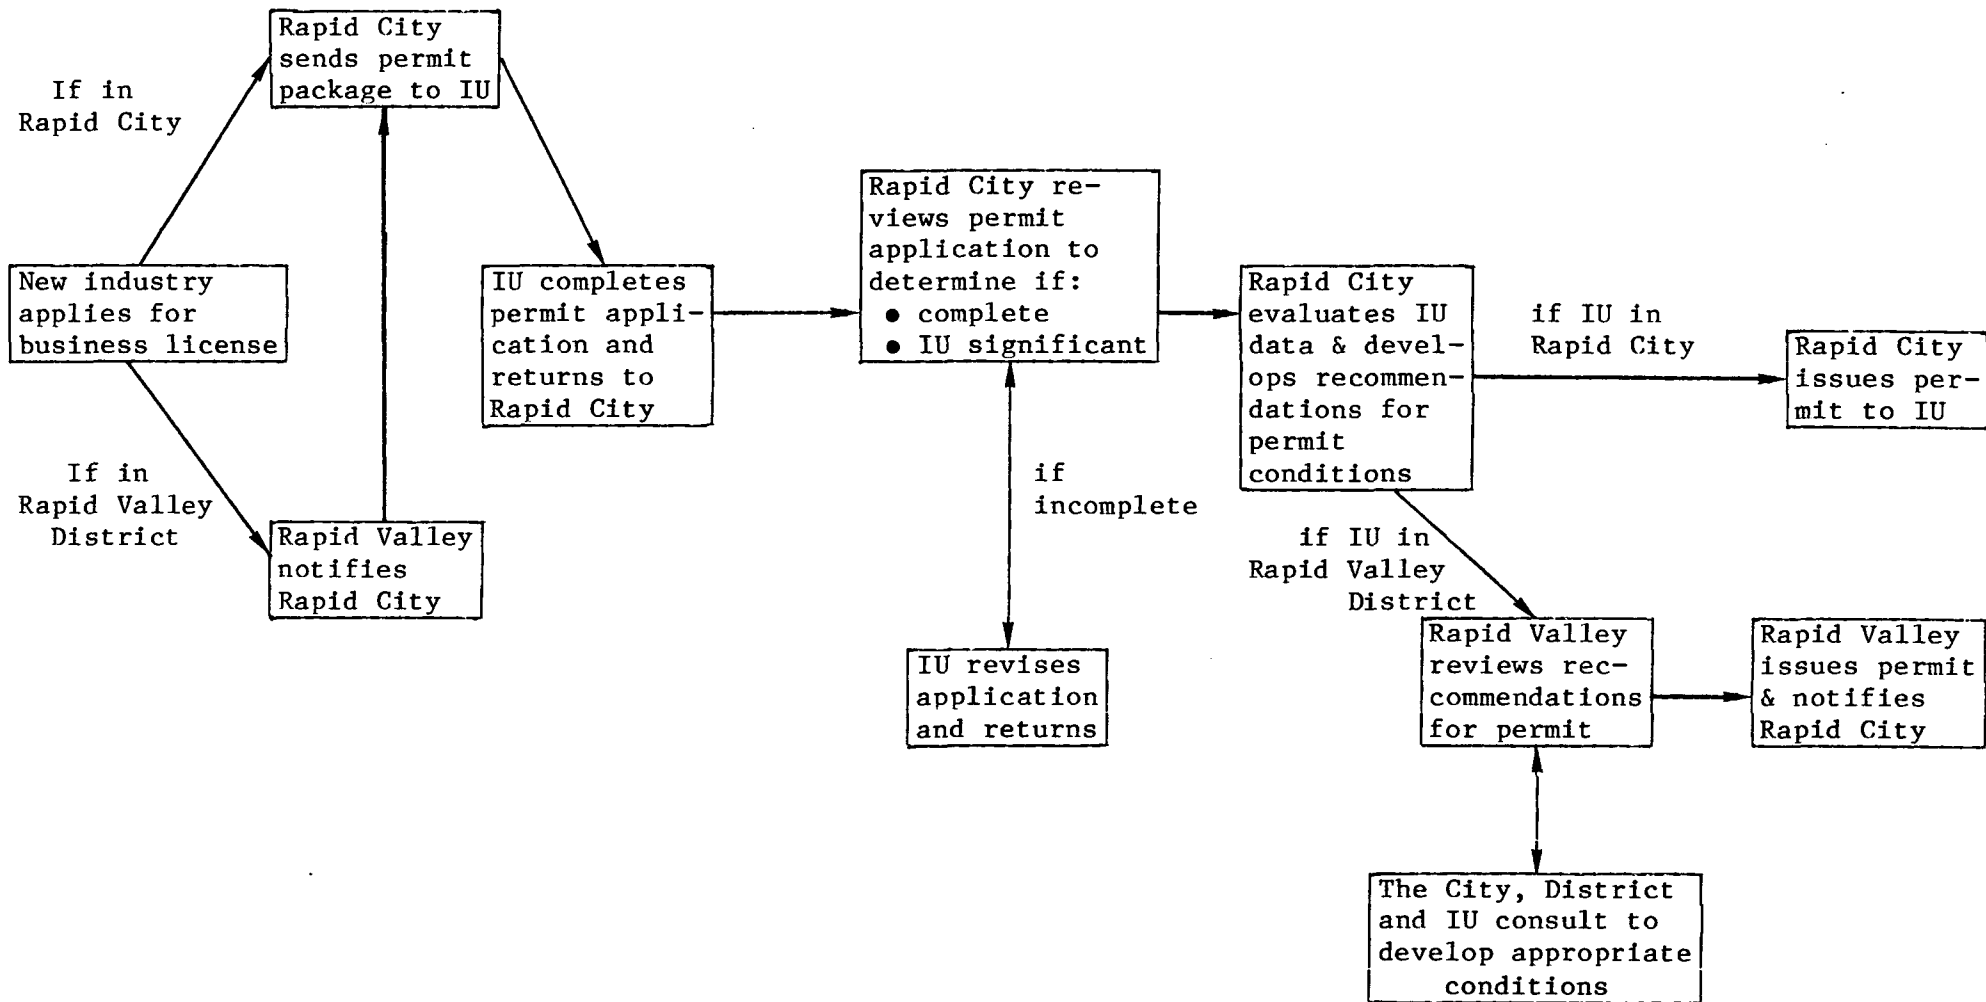 Rapid City
sends permit
package to IU
If in
Rapid City
New industry
applies for
business license
If in
Rapid Valley
District
Rapid Valley
notifies
Rapid City
IU completes
permit appli-
cation and
returns to
Rapid City
Rapid City re-
views permit
application to
determine if:
● complete
● IU significant
if
incomplete
IU revises
application
and returns
Rapid City
evaluates IU
data & devel-
ops recommen-
dations for
permit
conditions
if IU in
Rapid City
Rapid City
issues per-
mit to IU
if IU in
Rapid Valley
District
Rapid Valley
reviews rec-
commendations
for permit
Rapid Valley
issues permit
& notifies
Rapid City
The City, District
and IU consult to
develop appropriate
conditions